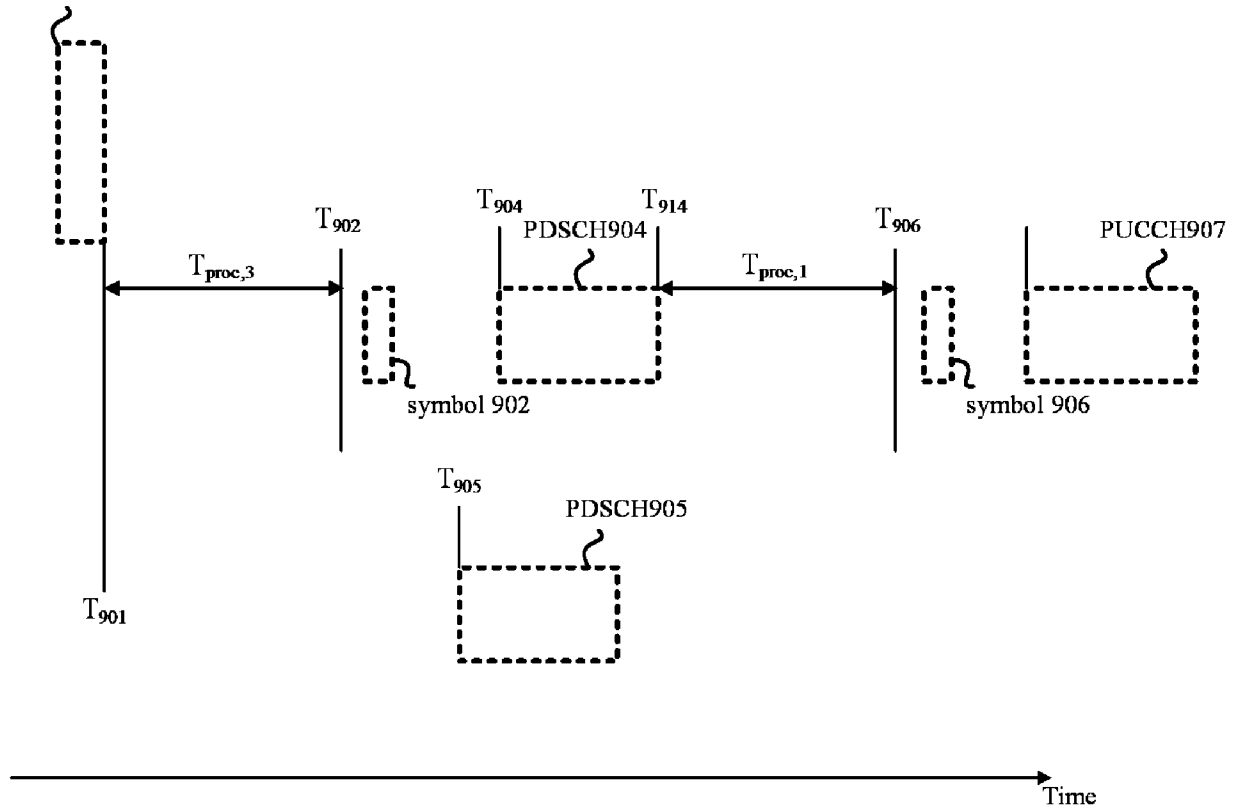 T904
T914
T902
PDSCH904
T906
PUCCH907
Tproc,3
Tproc,1
symbol 902
symbol 906
T905
PDSCH905
T901
Time